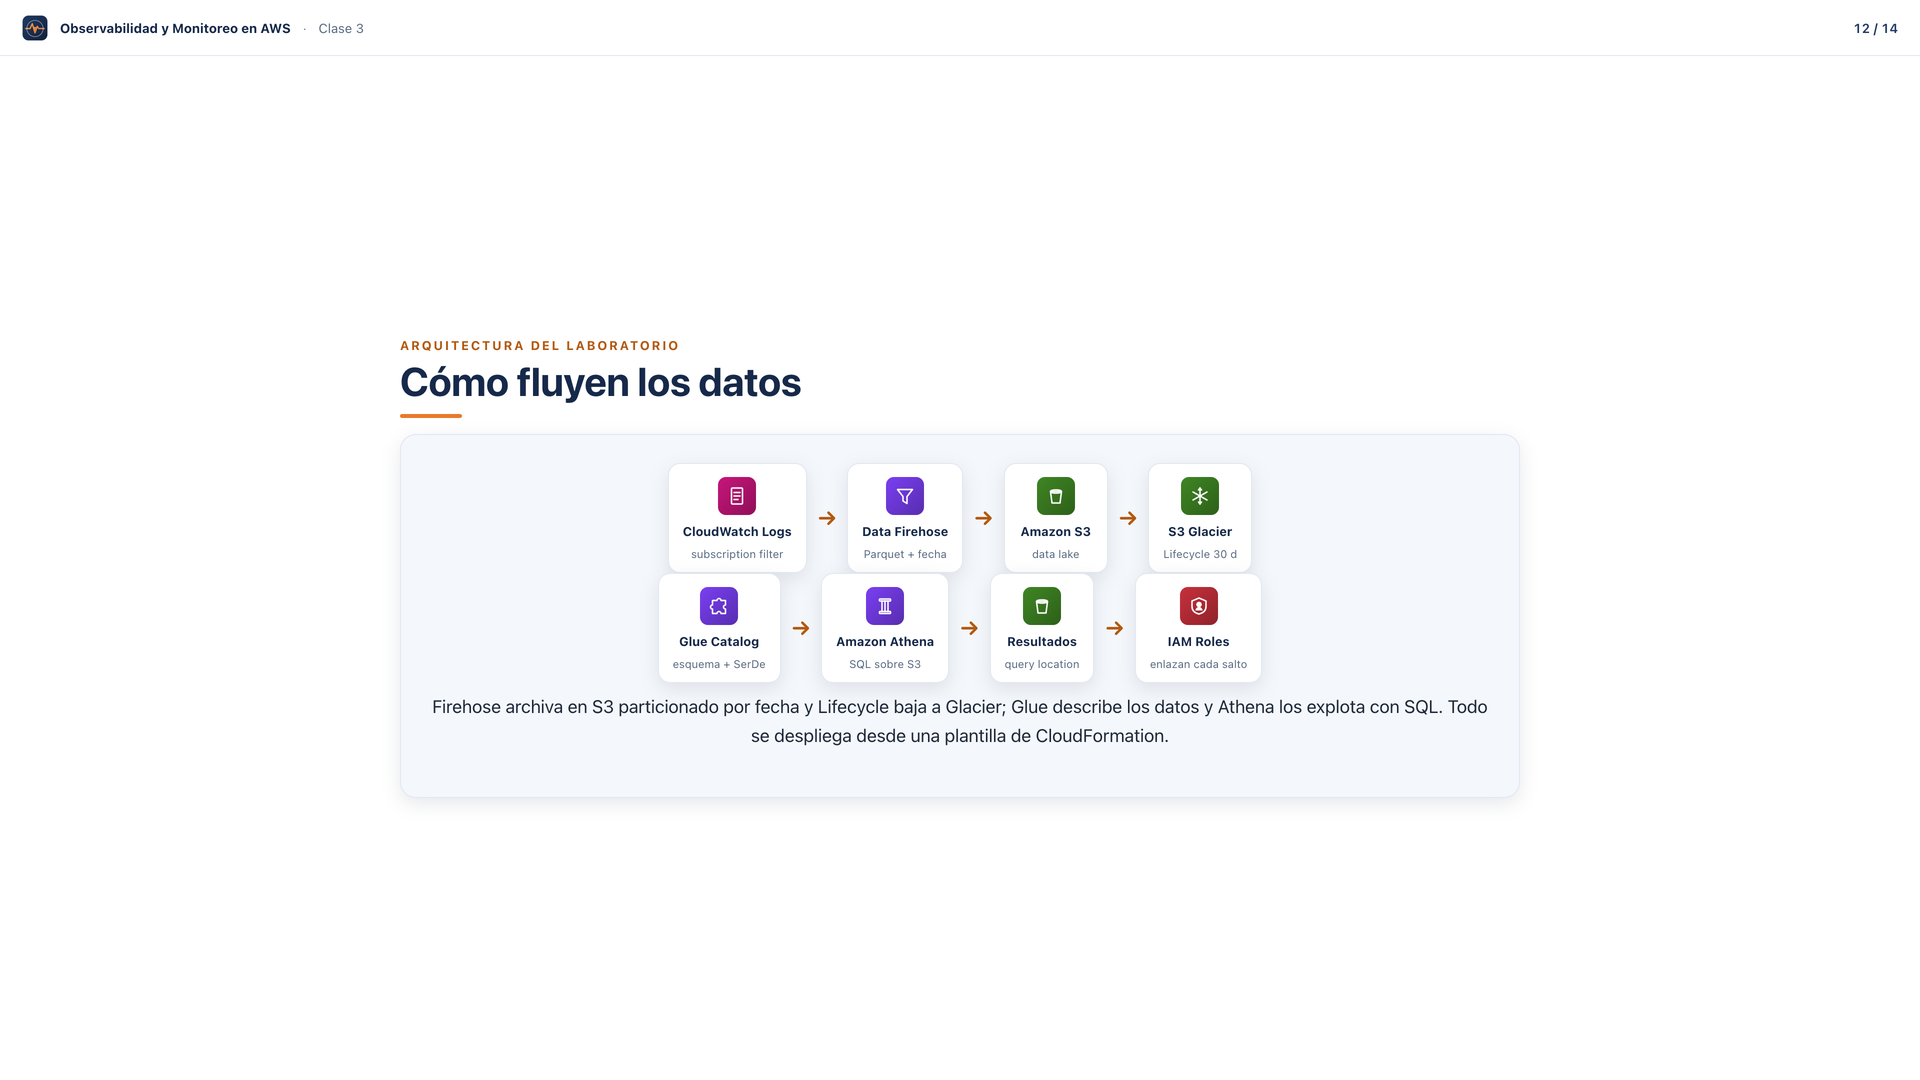 Observabilidad y Monitoreo en AWS · Clase 3
12 / 14
ARQUITECTURA DEL LABORATORIO
Cómo fluyen los datos
CloudWatch Logs
subscription filter
Data Firehose
Parquet + fecha
Amazon S3
data lake
S3 Glacier
Lifecycle 30 d
Glue Catalog
esquema + SerDe
Amazon Athena
SQL sobre S3
Resultados
query location
IAM Roles
enlazan cada salto
Firehose archiva en S3 particionado por fecha y Lifecycle baja a Glacier; Glue describe los datos y Athena los explota con SQL. Todo
se despliega desde una plantilla de CloudFormation.